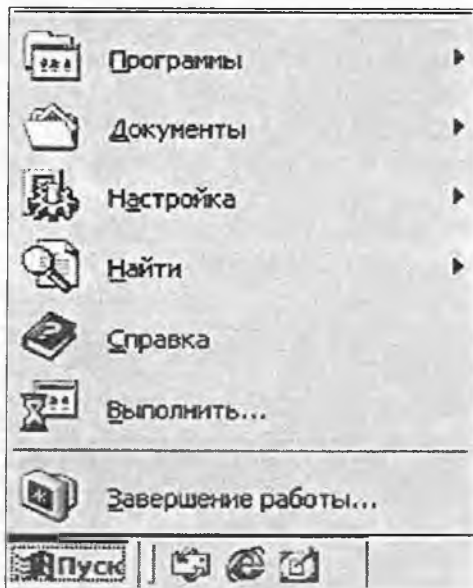 Программы
Документы
Настройка
Найти
Справка
Выполнить...
Завершение работы...
Пуск